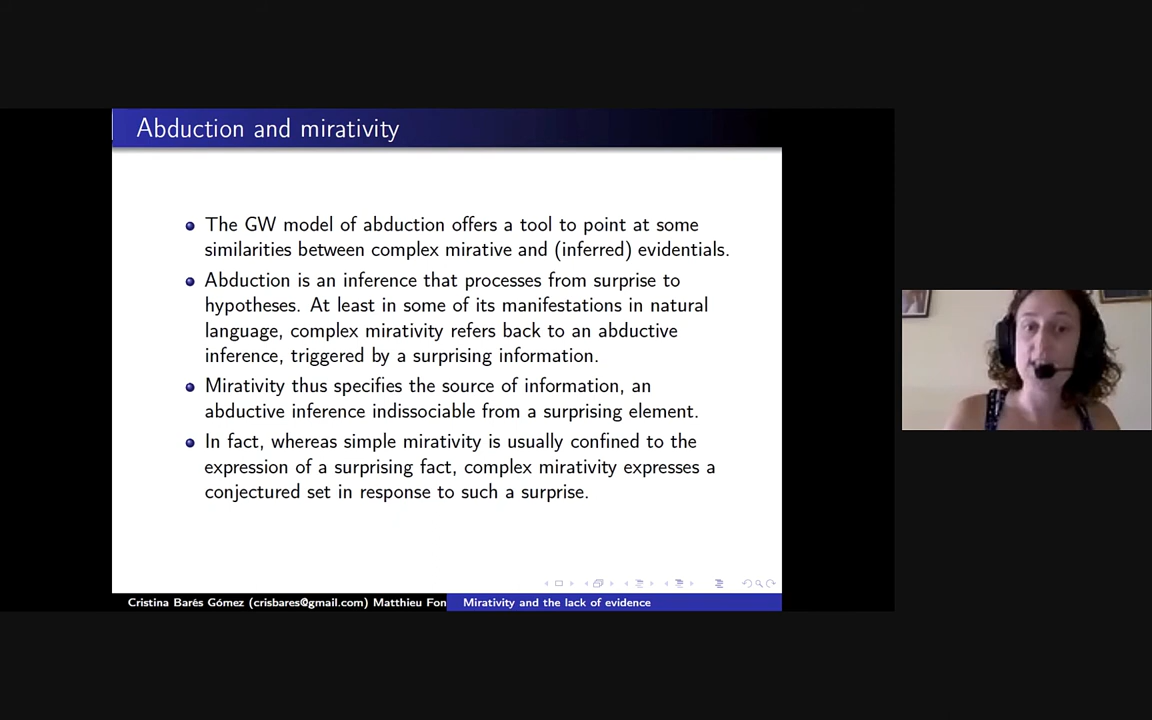 Abduction and mirativity
The GW model of abduction offers a tool to point at some
similarities between complex mirative and (inferred) evidentials.
Abduction is an inference that processes from surprise to
hypotheses. At least in some of its manifestations in natural
language, complex mirativity refers back to an abductive
inference, triggered by a surprising information.
Mirativity thus specifies the source of information, an
abductive inference indissociable from a surprising element.
In fact, whereas simple mirativity is usually confined to the
expression of a surprising fact, complex mirativity expresses a
conjectured set in response to such a surprise.
Cristina Barés Gómez (crisbares@gmail.com) Matthieu Fon
Mirativity and the lack of evidence